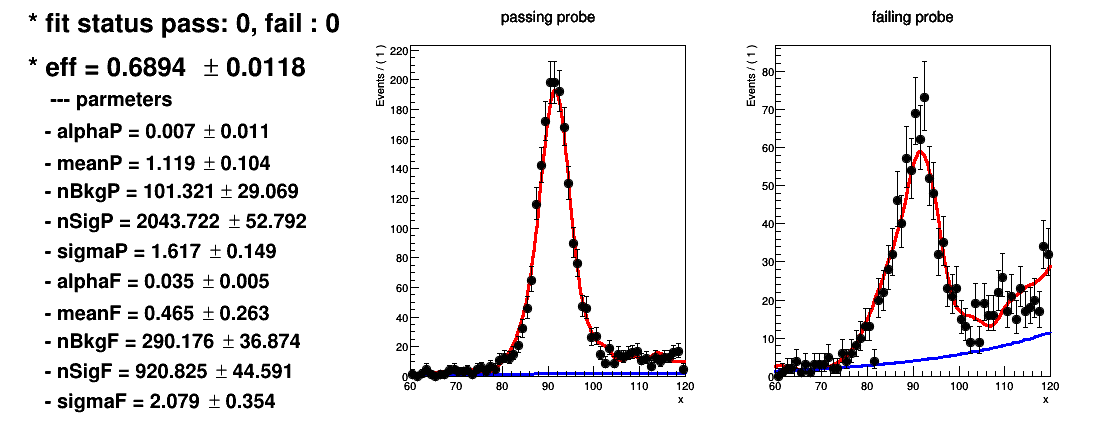 * fit status pass: 0, fail : 0
* eff = 0.6894 ± 0.0118
--- parmeters
- alphaP = 0.007 ± 0.011
- meanP = 1.119 ± 0.104
- nBkgP = 101.321 ± 29.069
- nSigP = 2043.722 ± 52.792
- sigmaP = 1.617 ± 0.149
- alphaF = 0.035 ± 0.005
- meanF = 0.465 ± 0.263
- nBkgF = 290.176 ± 36.874
- nSigF = 920.825 ± 44.591
- sigmaF = 2.079 ± 0.354
passing probe
Events / ( 1 )
220
200
180
160
140
120
100
80
60
40
20
0
60 70 80 90 100 110 120
x
failing probe
Events / ( 1 )
80
70
60
50
40
30
20
10
0
60 70 80 90 100 110 120
x